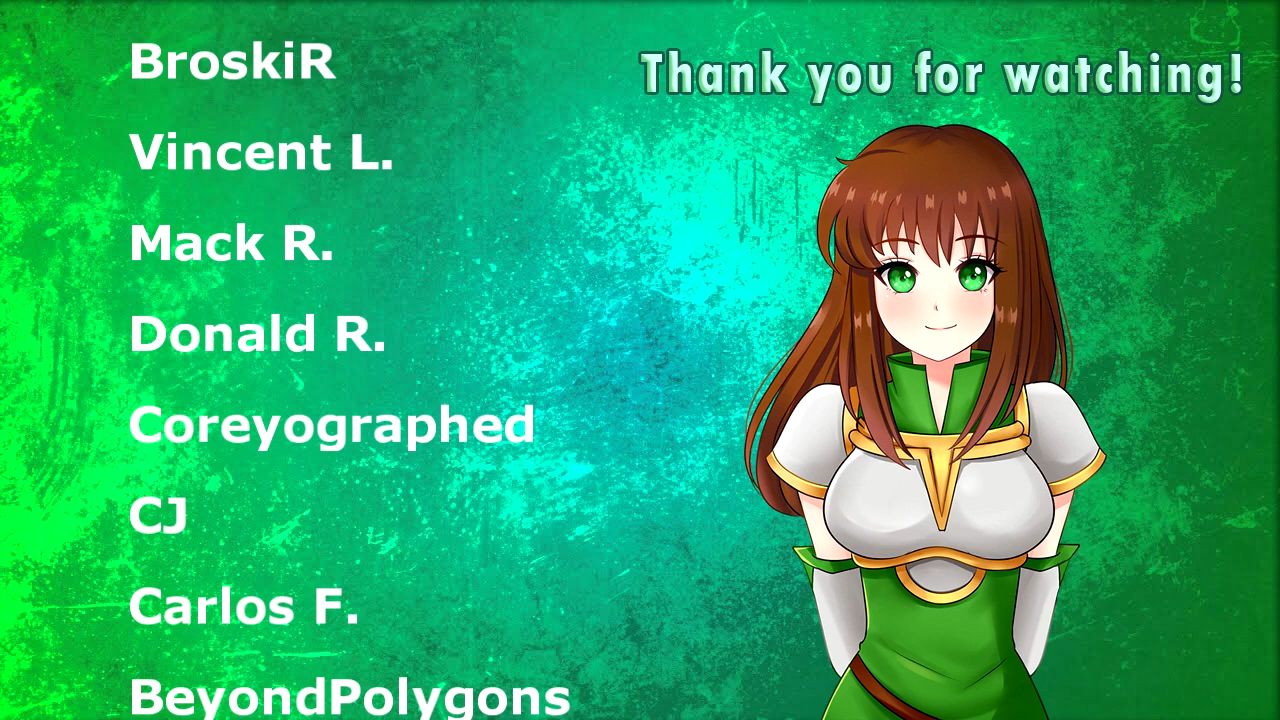 BroskiR
Vincent L.
Mack R.
Donald R.
Coreyographed
CJ
Carlos F.
BeyondPolygons
Thank you for watching!